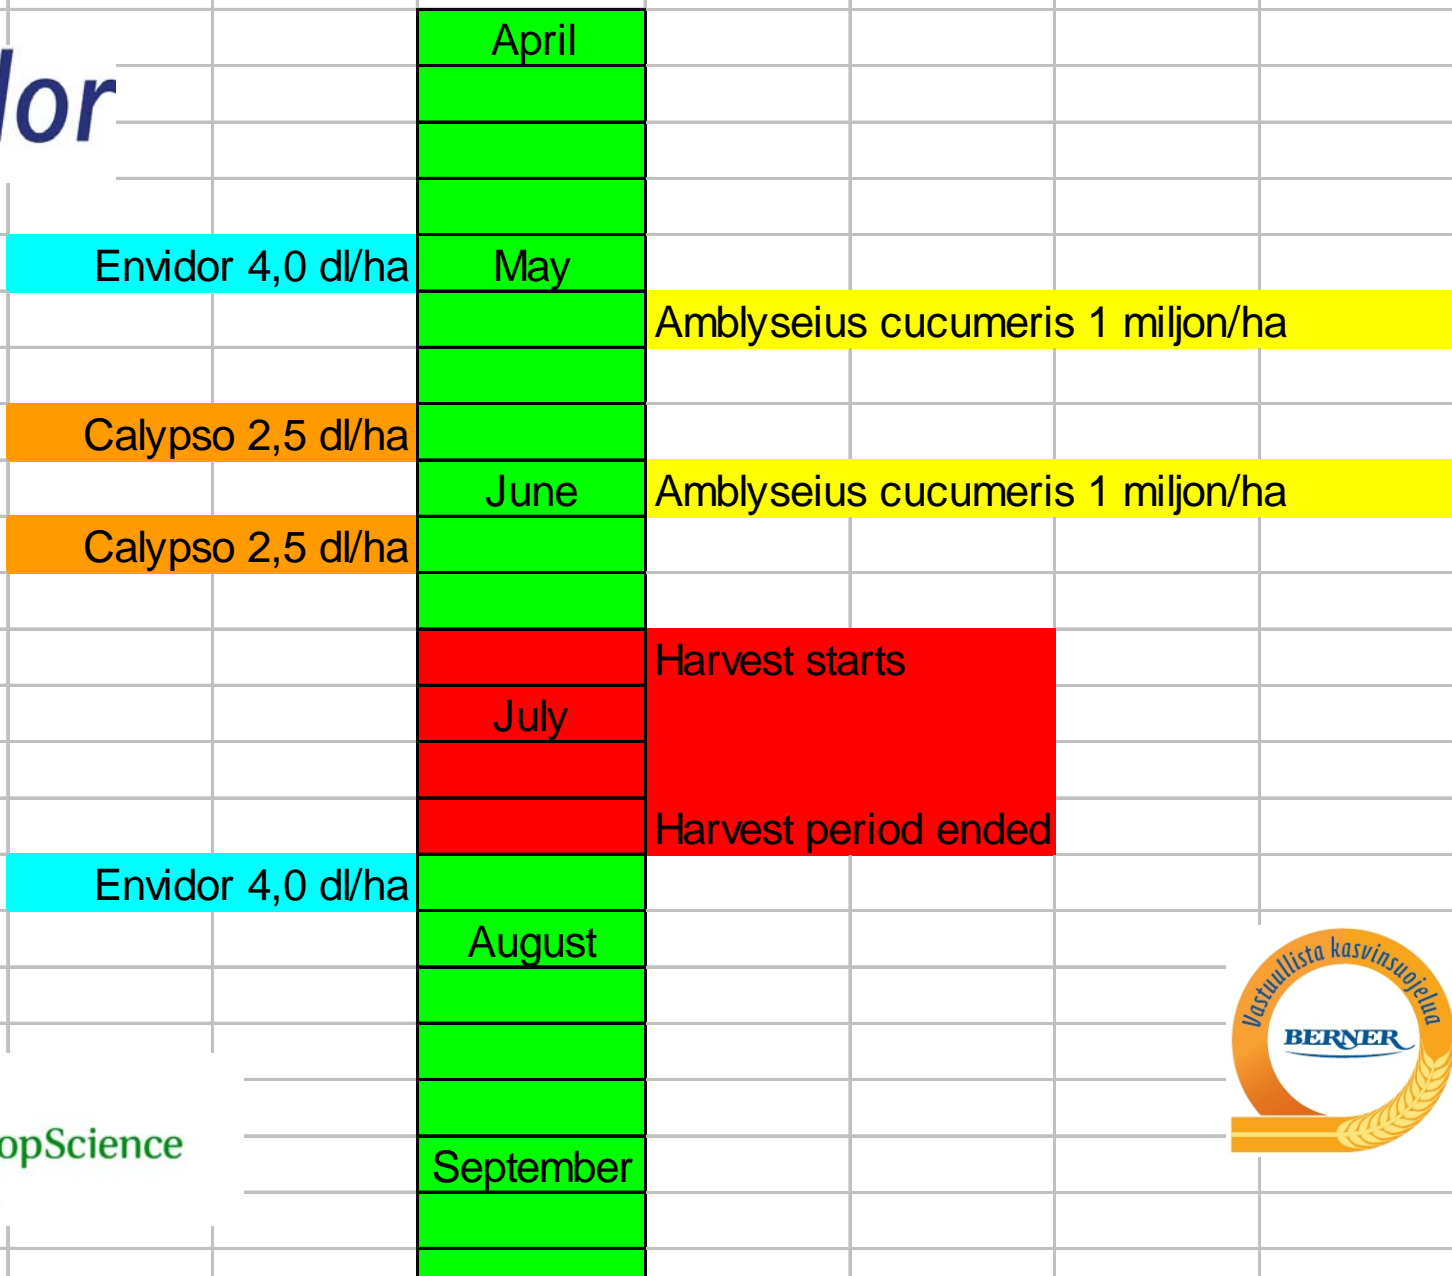 April
lor
Envidor 4,0 dl/ha May
Amblyseius cucumeris 1 miljon/ha
Calypso 2,5 dl/ha
June Amblyseius cucumeris 1 miljon/ha
Calypso 2,5 dl/ha
Harvest starts
July
Harvest period ended
Envidor 4,0 dl/ha
August
Vastuullista kasvinsuojelua
BERNER
opScience
September